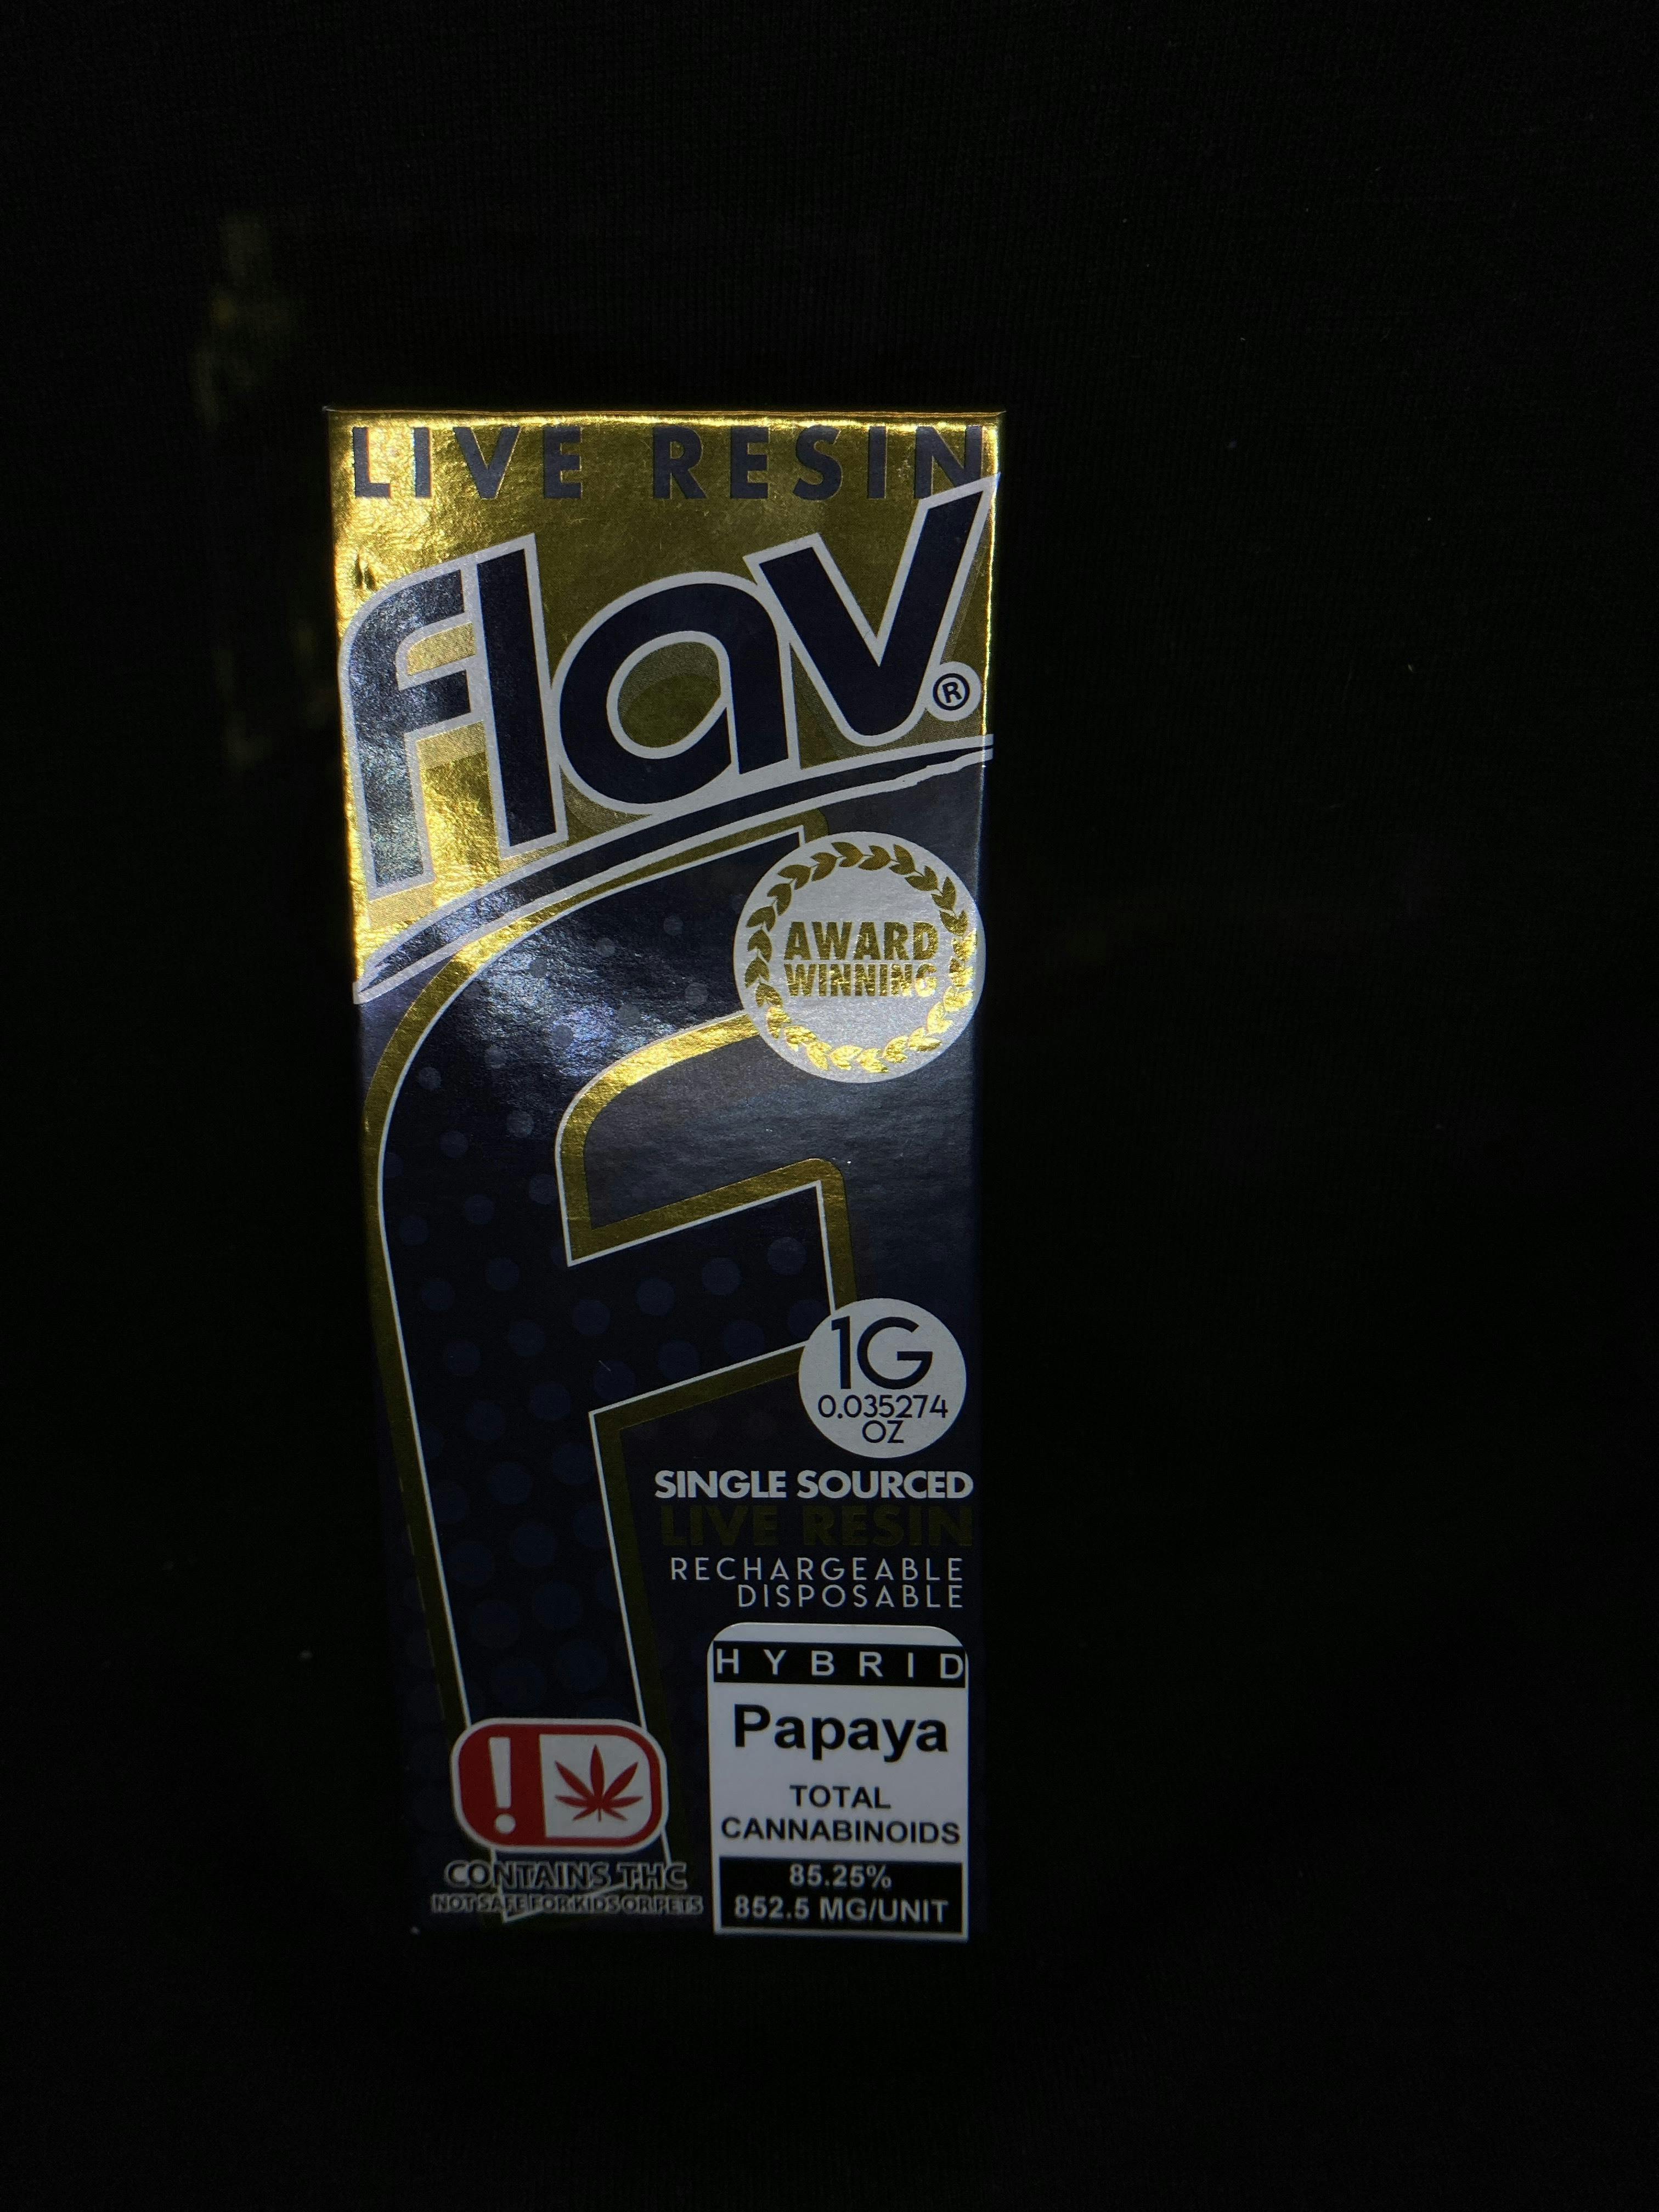 LIVE RESIN
flav®
AWARD
WINNING
1G
0.035274
OZ
SINGLE SOURCED
LIVE RESIN
RECHARGEABLE
DISPOSABLE
HYBRID
Papaya
TOTAL
CANNABINOIDS
85.25%
852.5 MG/UNIT
!
CONTAINS THC
NOT SAFE FOR KIDS OR PETS